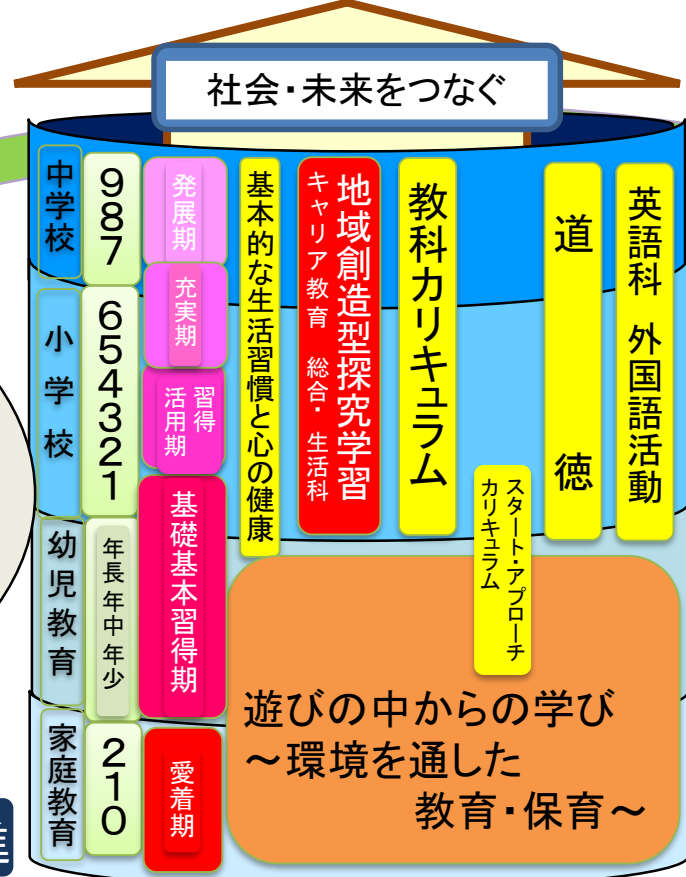 社会・未来をつなぐ
中学校
987
発展期
小学校
654321
充実期
習得
活用期
幼児教育
年長 年中 年少
基礎基本習得期
家庭教育
210
愛着期
基本的な生活習慣と心の健康
地域創造型探究学習
キャリア教育 総合・生活科
教科カリキュラム
スタート・アプローチ
カリキュラム
道徳
英語科 外国語活動
遊びの中からの学び
～環境を通した
教育・保育～